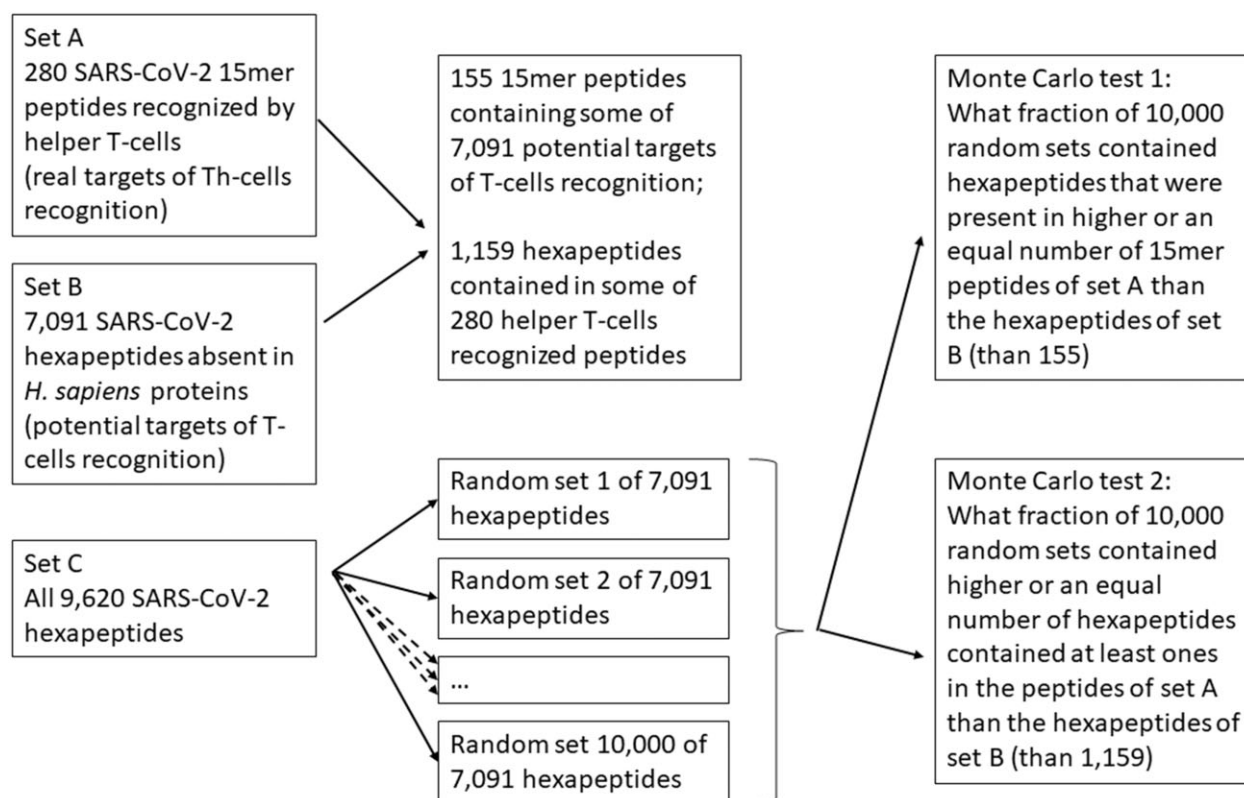 Set A
280 SARS-CoV-2 15mer
peptides recognized by
helper T-cells
(real targets of Th-cells
recognition)
Set B
7,091 SARS-CoV-2
hexapeptides absent in
H. sapiens proteins
(potential targets of T-
cells recognition)
Set C
All 9,620 SARS-CoV-2
hexapeptides
155 15mer peptides
containing some of
7,091 potential targets
of T-cells recognition;
1,159 hexapeptides
contained in some of
280 helper T-cells
recognized peptides
Random set 1 of 7,091
hexapeptides
Random set 2 of 7,091
hexapeptides
...
Random set 10,000 of
7,091 hexapeptides
Monte Carlo test 1:
What fraction of 10,000
random sets contained
hexapeptides that were
present in higher or an
equal number of 15mer
peptides of set A than
the hexapeptides of set
B (than 155)
Monte Carlo test 2:
What fraction of 10,000
random sets contained
higher or an equal
number of hexapeptides
contained at least ones
in the peptides of set A
than the hexapeptides of
set B (than 1,159)